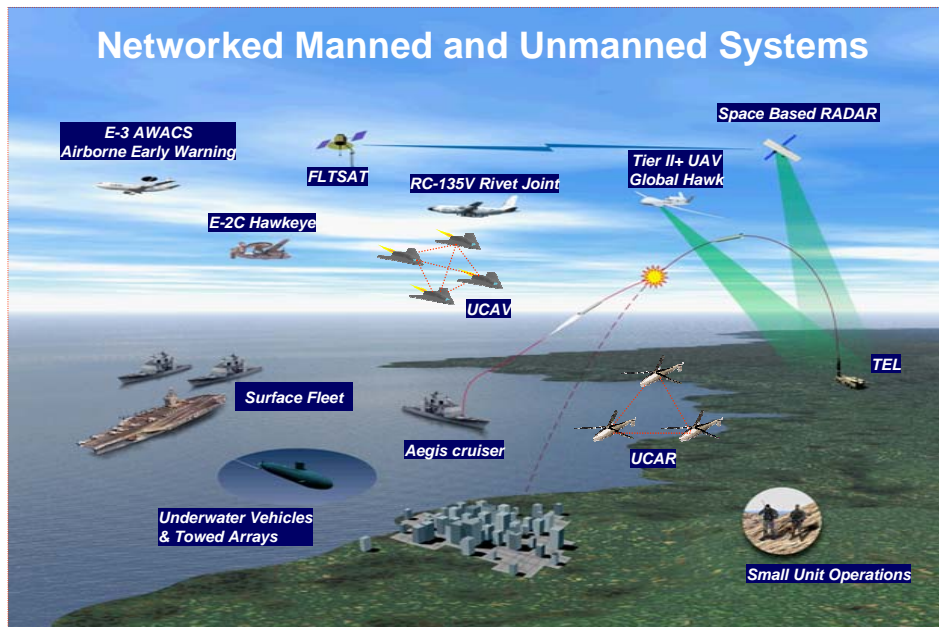 Networked Manned and Unmanned Systems
Space Based RADAR
E-3 AWACS
Airborne Early Warning
FLTSAT
Tier II+ UAV
Global Hawk
RC-135V Rivet Joint
E-2C Hawkeye
UCAV
TEL
Surface Fleet
Aegis cruiser
UCAR
Underwater Vehicles
& Towed Arrays
Small Unit Operations